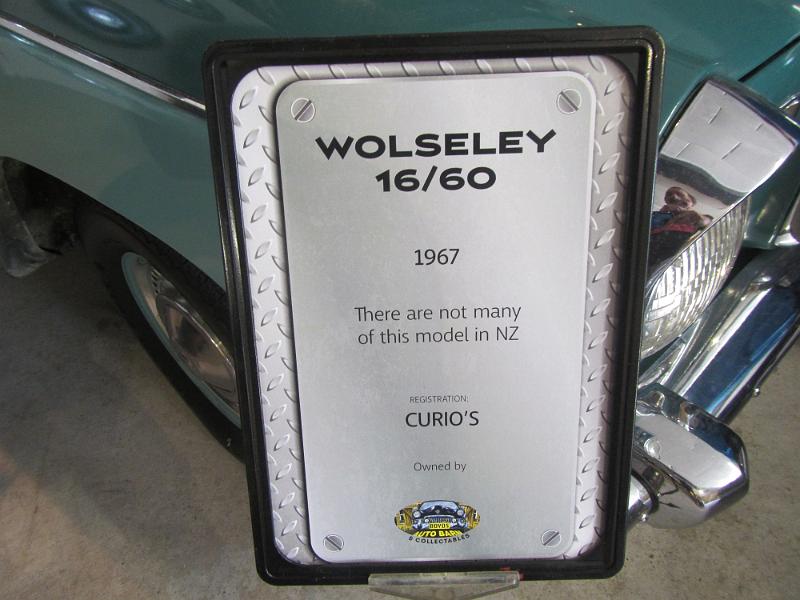 WOLSELEY
16/60
1967
There are not many
of this model in NZ
REGISTRATION:
CURIO'S
Owned by
BOYDS
AUTO BARN
& COLLECTABLES